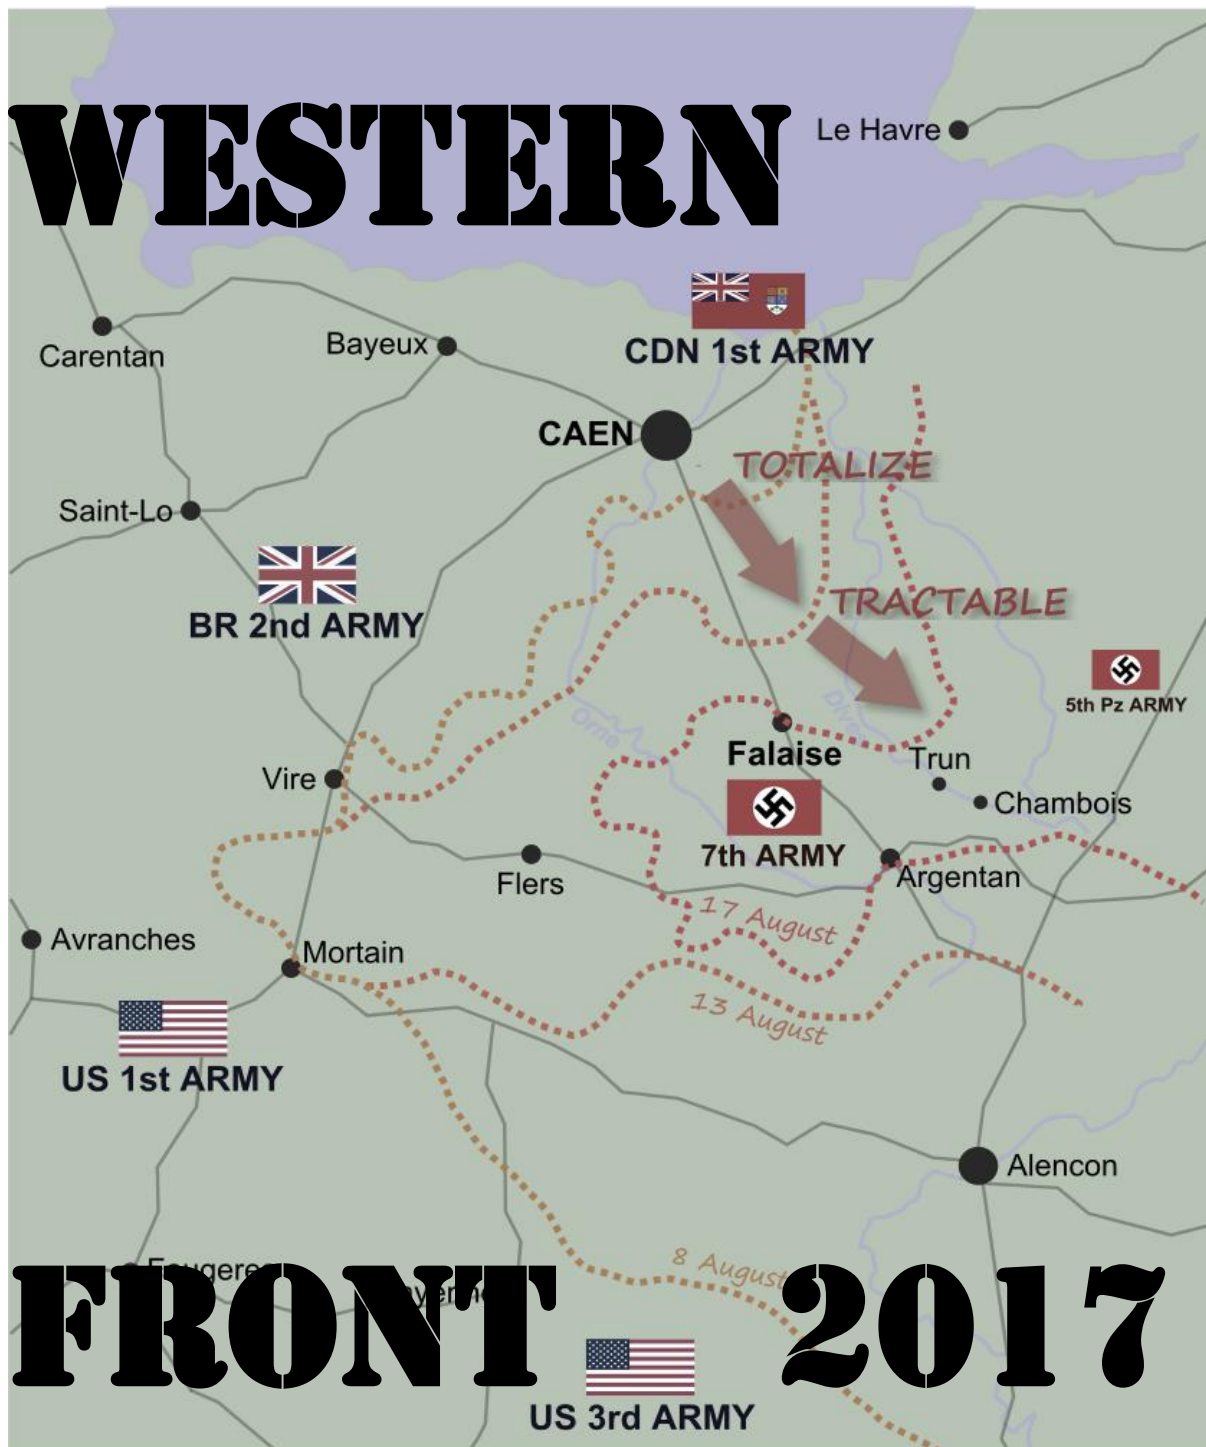 WESTERN
Le Havre
CDN 1st ARMY
Carentan
Bayeux
CAEN
TOTALIZE
Saint-Lo
TRACTABLE
BR 2nd ARMY
5th Pz ARMY
Orne
Falaise
Trun
Vire
Chambois
7th ARMY
Flers
Argentan
17 August
Avranches
Mortain
13 August
US 1st ARMY
Alencon
8 August
FRONT 2017
US 3rd ARMY